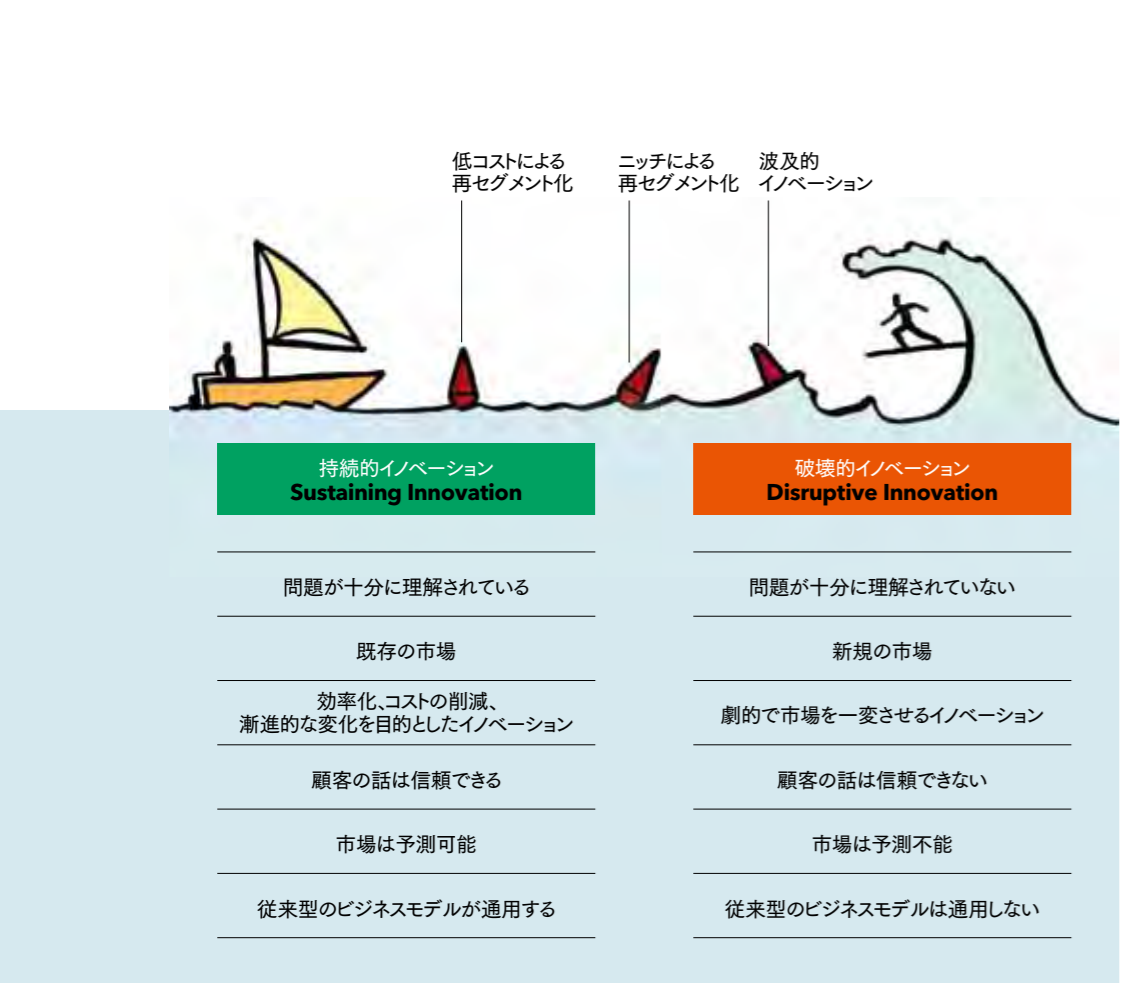 低コストによる
再セグメント化
ニッチによる
再セグメント化
波及的
イノベーション
持続的イノベーション
Sustaining Innovation
問題が十分に理解されている
既存の市場
効率化、コストの削減、
漸進的な変化を目的としたイノベーション
顧客の話は信頼できる
市場は予測可能
従来型のビジネスモデルが通用する
破壊的イノベーション
Disruptive Innovation
問題が十分に理解されていない
新規の市場
劇的で市場を一変させるイノベーション
顧客の話は信頼できない
市場は予測不能
従来型のビジネスモデルは通用しない